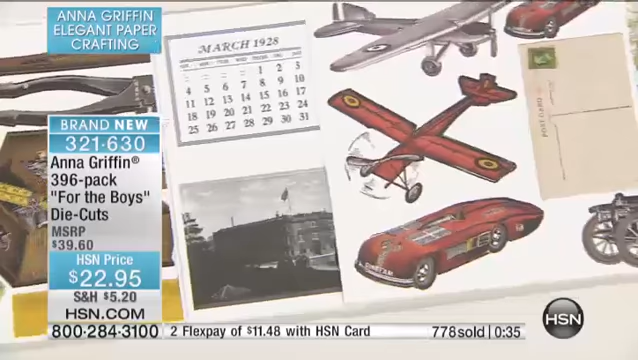 ANNA GRIFFIN
ELEGANT PAPER
CRAFTING
BRAND NEW
321-630
Anna Griffin®
396-pack
"For the Boys"
Die-Cuts
MSRP
$39.60
HSN Price
$22.95
S&H $5.20
HSN.COM
800-284-3100
2 Flexpay of $11.48 with HSN Card
778sold | 0:35
HSN
MARCH 1928
1 2 3
4 5 6 7 8 9 10
11 12 13 14 15 16 17
18 19 20 21 22 23 24
25 26 27 28 29 30 31
POST CARD